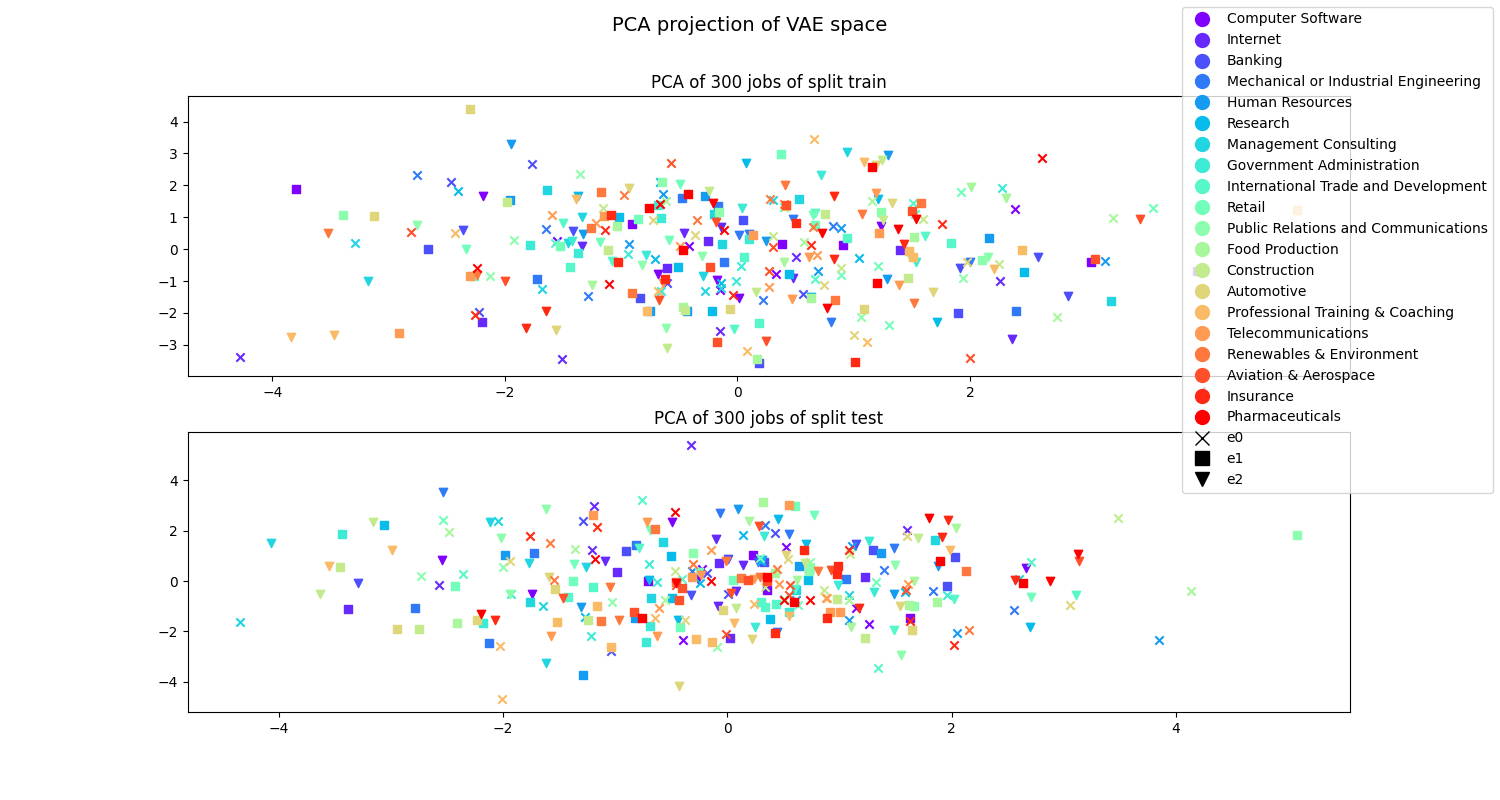 PCA projection of VAE space
PCA of 300 jobs of split train
4
3
2
1
0
−1
−2
−3
−4
−2
0
2
PCA of 300 jobs of split test
4
2
0
−2
−4
−4
−2
0
2
4
Computer Software
Internet
Banking
Mechanical or Industrial Engineering
Human Resources
Research
Management Consulting
Government Administration
International Trade and Development
Retail
Public Relations and Communications
Food Production
Construction
Automotive
Professional Training & Coaching
Telecommunications
Renewables & Environment
Aviation & Aerospace
Insurance
Pharmaceuticals
e0
e1
e2